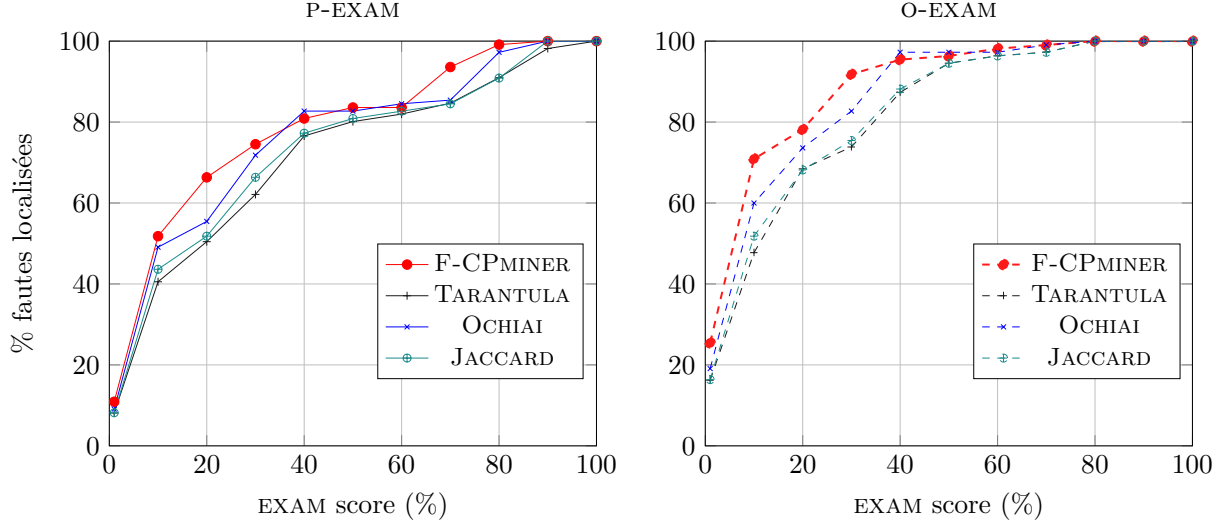 P-EXAM
100
80
60
40
20
0
% fautes localisées
F-CPMINER
TARANTULA
OCHIAI
JACCARD
0 20 40 60 80 100
EXAM score (%)
O-EXAM
100
80
60
40
20
0
F-CPMINER
TARANTULA
OCHIAI
JACCARD
0 20 40 60 80 100
EXAM score (%)